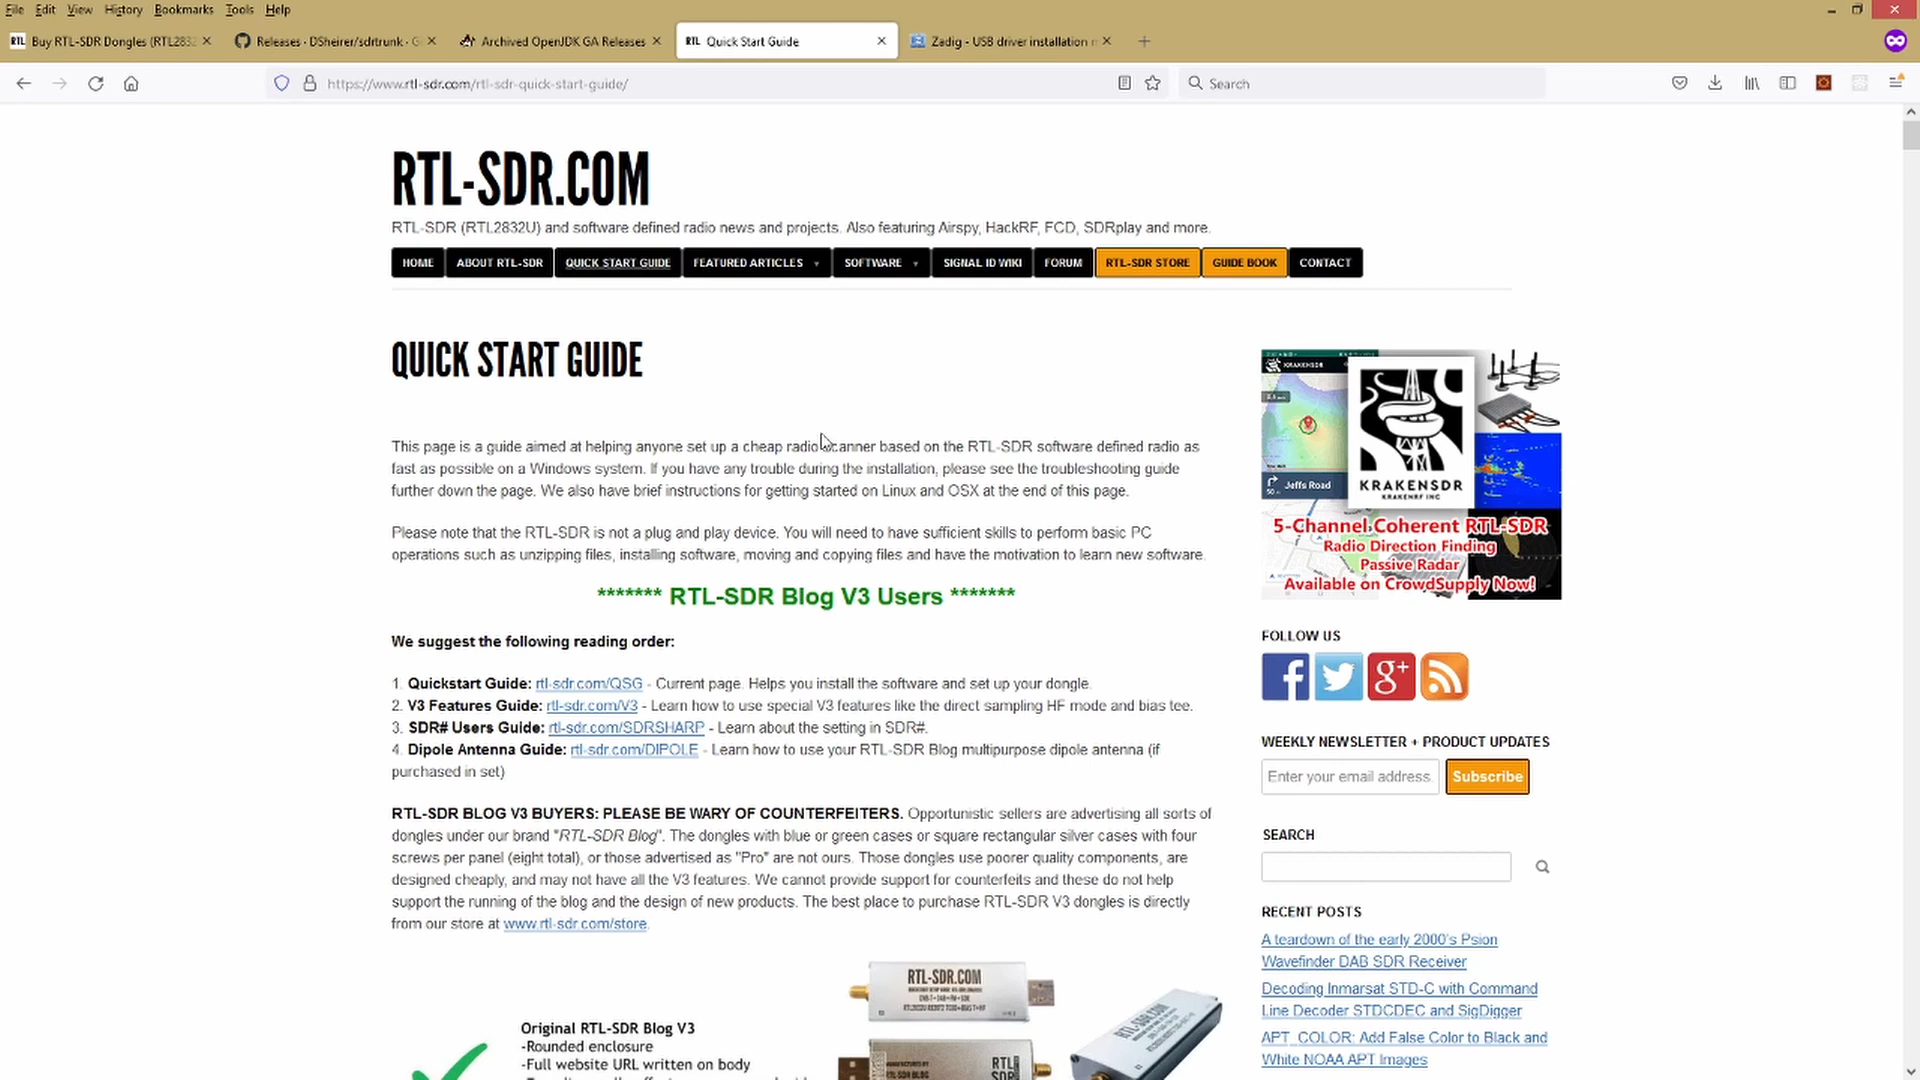 File Edit View History Bookmarks Tools Help
RTL Buy RTL-SDR Dongles (RTL2832
Releases · DSheirer/sdrtrunk · G
Archived OpenJDK GA Releases
RTL Quick Start Guide
Zadig - USB driver installation
https://www.rtl-sdr.com/rtl-sdr-quick-start-guide/
Search
RTL-SDR.COM
RTL-SDR (RTL2832U) and software defined radio news and projects. Also featuring Airspy, HackRF, FCD, SDRplay and more.
HOME ABOUT RTL-SDR QUICK START GUIDE FEATURED ARTICLES SOFTWARE SIGNAL ID WIKI FORUM RTL-SDR STORE GUIDE BOOK CONTACT
QUICK START GUIDE
This page is a guide aimed at helping anyone set up a cheap radio scanner based on the RTL-SDR software defined radio as
fast as possible on a Windows system. If you have any trouble during the installation, please see the troubleshooting guide
further down the page. We also have brief instructions for getting started on Linux and OSX at the end of this page.
Please note that the RTL-SDR is not a plug and play device. You will need to have sufficient skills to perform basic PC
operations such as unzipping files, installing software, moving and copying files and have the motivation to learn new software.
******* RTL-SDR Blog V3 Users *******
We suggest the following reading order:
1. Quickstart Guide: rtl-sdr.com/QSG - Current page. Helps you install the software and set up your dongle.
2. V3 Features Guide: rtl-sdr.com/V3 - Learn how to use special V3 features like the direct sampling HF mode and bias tee.
3. SDR# Users Guide: rtl-sdr.com/SDRSHARP - Learn about the setting in SDR#.
4. Dipole Antenna Guide: rtl-sdr.com/DIPOLE - Learn how to use your RTL-SDR Blog multipurpose dipole antenna (if
purchased in set)
RTL-SDR BLOG V3 BUYERS: PLEASE BE WARY OF COUNTERFEITERS. Opportunistic sellers are advertising all sorts of
dongles under our brand "RTL-SDR Blog". The dongles with blue or green cases or square rectangular silver cases with four
screws per panel (eight total), or those advertised as "Pro" are not ours. Those dongles use poorer quality components, are
designed cheaply, and may not have all the V3 features. We cannot provide support for counterfeits and these do not help
support the running of the blog and the design of new products. The best place to purchase RTL-SDR V3 dongles is directly
from our store at www.rtl-sdr.com/store.
Original RTL-SDR Blog V3
-Rounded enclosure
-Full website URL written on body
RTL-SDR.COM
KRAKENSDR
Jeffs Road
KRAKENSDR
KRAKENRF INC
5-Channel Coherent RTL-SDR
Radio Direction Finding
Passive Radar
Available on CrowdSupply Now!
FOLLOW US
WEEKLY NEWSLETTER + PRODUCT UPDATES
Enter your email address. Subscribe
SEARCH
RECENT POSTS
A teardown of the early 2000's Psion
Wavefinder DAB SDR Receiver
Decoding Inmarsat STD-C with Command
Line Decoder STDCDEC and SigDigger
APT_COLOR: Add False Color to Black and
White NOAA APT Images